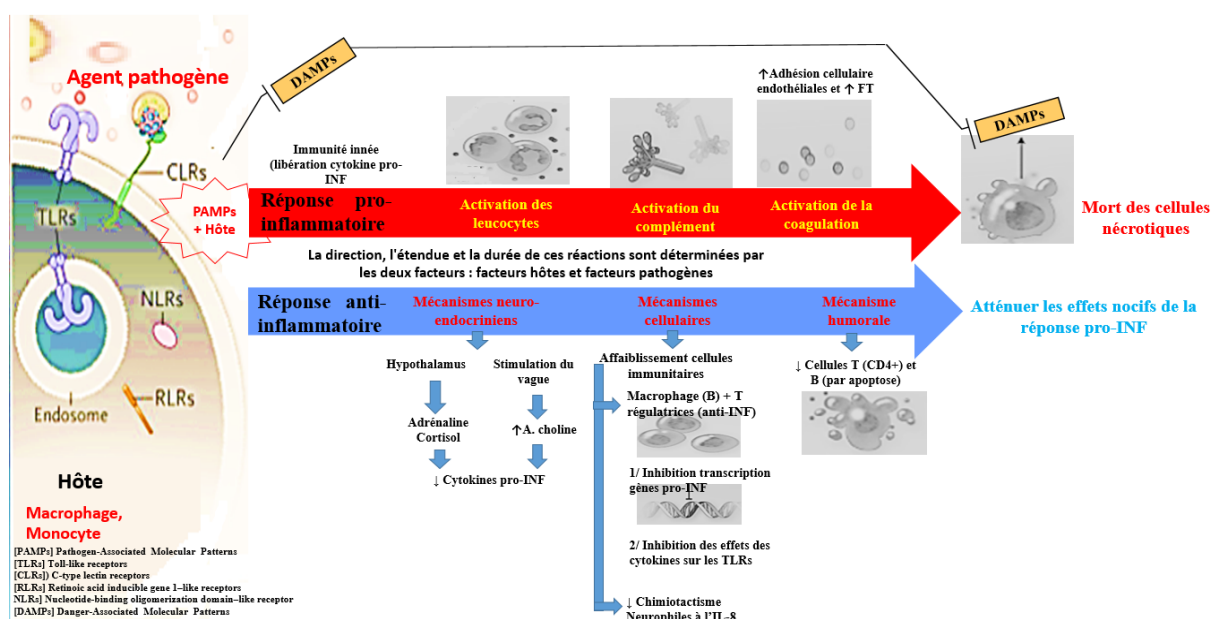 Agent pathogène
CLRs
TLRs
PAMPs
+ Hôte
NLRs
Endosome
RLRs
Hôte
Macrophage,
Monocyte
[PAMPs] Pathogen-Associated Molecular Patterns
[TLRs] Toll-like receptors
[CLRs]) C-type lectin receptors
[RLRs] Retinoic acid inducible gene 1–like receptors
NLRs] Nucleotide-binding oligomerization domain–like receptor
[DAMPs] Danger-Associated Molecular Patterns
DAMPs
DAMPs
Immunité innée
(libération cytokine pro-
INF
↑Adhésion cellulaire
endothéliales et ↑ FT
Réponse pro-
inflammatoire
Activation des
leucocytes
Activation du
complément
Activation de la
coagulation
Mort des cellules
nécrotiques
La direction, l'étendue et la durée de ces réactions sont déterminées par
les deux facteurs : facteurs hôtes et facteurs pathogènes
Réponse anti-
inflammatoire
Mécanismes neuro-
endocriniens
Mécanismes
cellulaires
Mécanisme
humorale
Atténuer les effets nocifs de la
réponse pro-INF
Hypothalamus
Adrénaline
Cortisol
Stimulation du
vague
↑A. choline
↓ Cytokines pro-INF
Affaiblissement cellules
immunitaires
Macrophage (B) + T
régulatrices (anti-INF)
1/ Inhibition transcription
gènes pro-INF
2/ Inhibition des effets des
cytokines sur les TLRs
↓ Chimiotactisme
Neurophiles à l'IL-8
↓ Cellules T (CD4+) et
B (par apoptose)